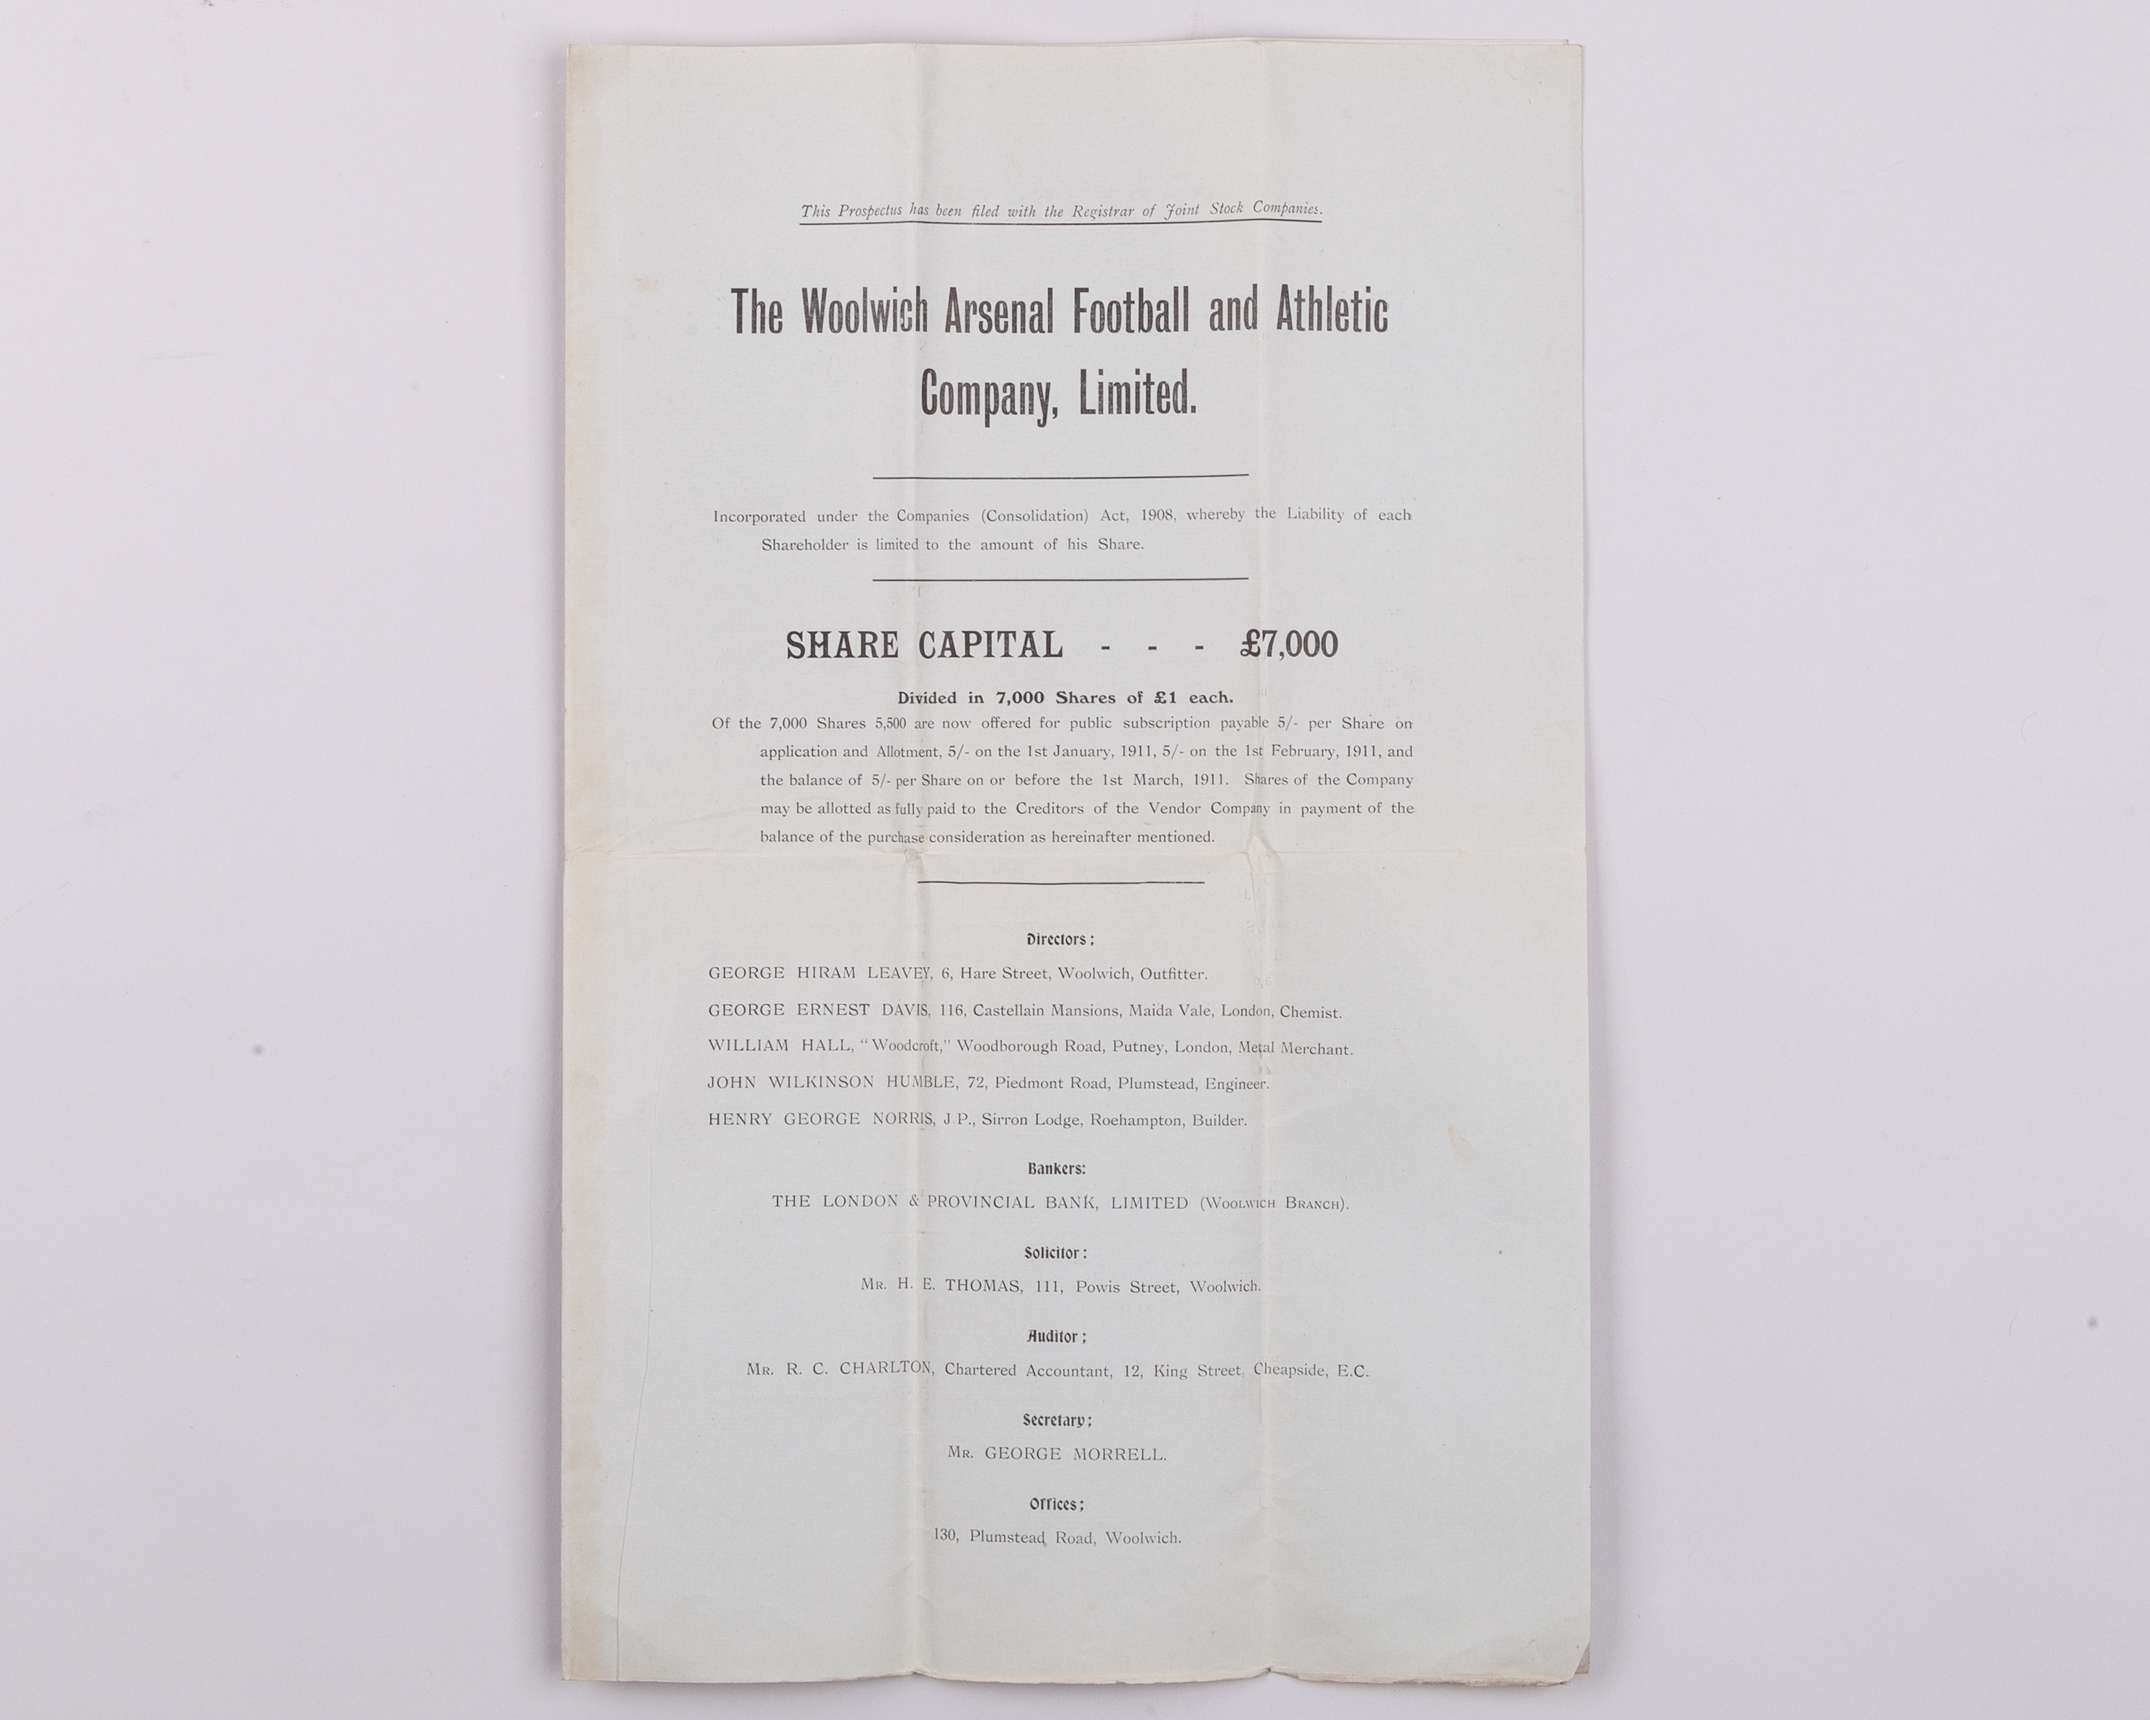 This Prospectus has been filed with the Registrar of Joint Stock Companies.
The Woolwich Arsenal Football and Athletic
Company, Limited.
Incorporated under the Companies (Consolidation) Act, 1908, whereby the Liability of each
Shareholder is limited to the amount of his Share.
SHARE CAPITAL - - - £7,000
Divided in 7,000 Shares of £1 each.
Of the 7,000 Shares 5,500 are now offered for public subscription payable 5/- per Share on
application and Allotment, 5/- on the 1st January, 1911, 5/- on the 1st February, 1911, and
the balance of 5/- per Share on or before the 1st March, 1911. Shares of the Company
may be allotted as fully paid to the Creditors of the Vendor Company in payment of the
balance of the purchase consideration as hereinafter mentioned.
Directors:
GEORGE HIRAM LEAVEY, 6, Hare Street, Woolwich, Outfitter.
GEORGE ERNEST DAVIS, 116, Castellain Mansions, Maida Vale, London, Chemist.
WILLIAM HALL, "Woodcroft," Woodborough Road, Putney, London, Metal Merchant.
JOHN WILKINSON HUMBLE, 72, Piedmont Road, Plumstead, Engineer.
HENRY GEORGE NORRIS, J.P., Sirron Lodge, Roehampton, Builder.
Bankers:
THE LONDON & PROVINCIAL BANK, LIMITED (WOOLWICH BRANCH).
Solicitor:
MR. H. E. THOMAS, 111, Powis Street, Woolwich.
Auditor:
MR. R. C. CHARLTON, Chartered Accountant, 12, King Street, Cheapside, E.C.
Secretary:
MR. GEORGE MORRELL.
Offices:
130, Plumstead Road, Woolwich.